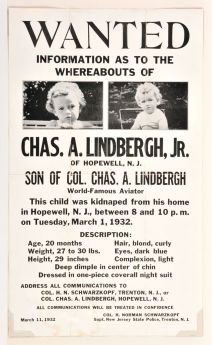 WANTED
INFORMATION AS TO THE
WHEREABOUTS OF
CHAS. A. LINDBERGH, JR.
OF HOPEWELL, N. J.
SON OF COL. CHAS. A. LINDBERGH
World-Famous Aviator
This child was kidnaped from his home
in Hopewell, N. J., between 8 and 10 p. m.
on Tuesday, March 1, 1932.
DESCRIPTION:
Age, 20 months Hair, blond, curly
Weight, 27 to 30 lbs. Eyes, dark blue
Height, 29 inches Complexion, light
Deep dimple in center of chin
Dressed in one-piece coverall night suit
ADDRESS ALL COMMUNICATIONS TO
COL. H. N. SCHWARZKOPF, TRENTON, N. J., or
COL. CHAS. A. LINDBERGH, HOPEWELL, N. J.
ALL COMMUNICATIONS WILL BE TREATED IN CONFIDENCE
COL. H. NORMAN SCHWARZKOPF
March 11, 1932 Supt. New Jersey State Police, Trenton, N. J.